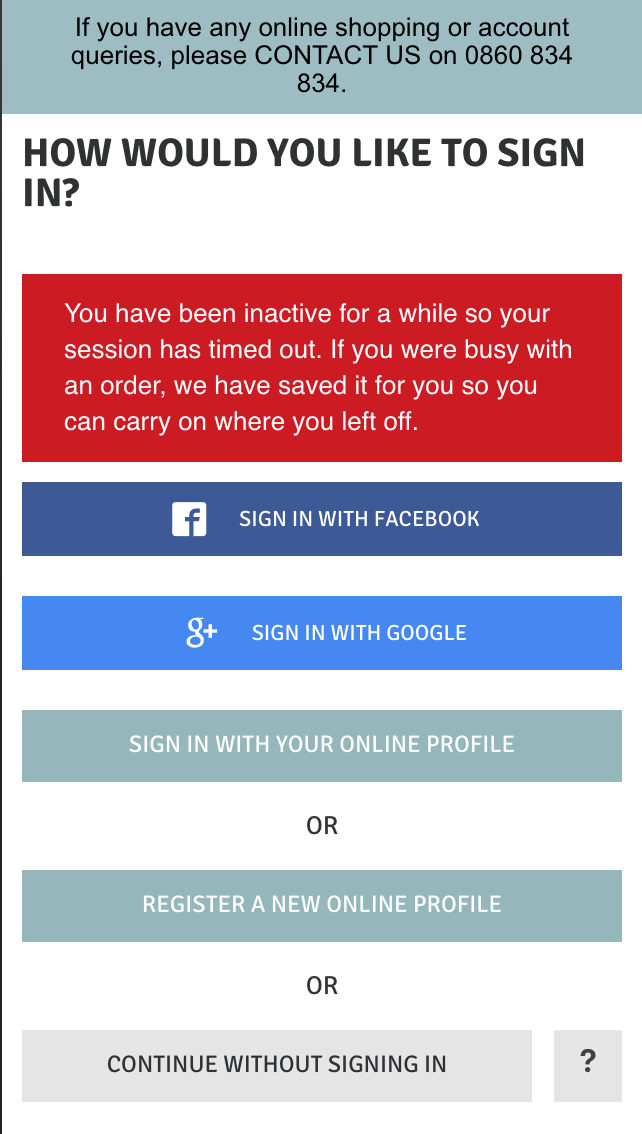 If you have any online shopping or account
queries, please CONTACT US on 0860 834
834.
HOW WOULD YOU LIKE TO SIGN
IN?
You have been inactive for a while so your
session has timed out. If you were busy with
an order, we have saved it for you so you
can carry on where you left off.
f SIGN IN WITH FACEBOOK
g+ SIGN IN WITH GOOGLE
SIGN IN WITH YOUR ONLINE PROFILE
OR
REGISTER A NEW ONLINE PROFILE
OR
CONTINUE WITHOUT SIGNING IN ?